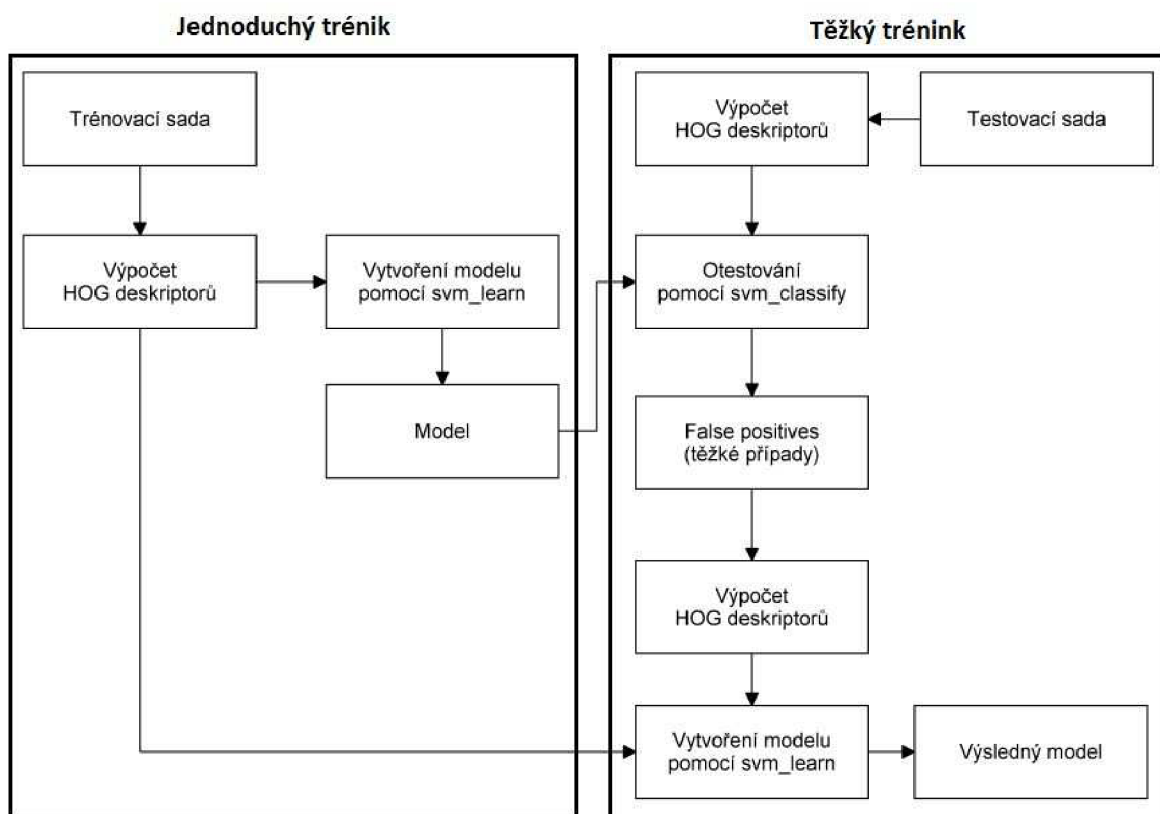 Jednoduchý trénik
Trénovací sada
Výpočet
HOG deskriptorů
Vytvoření modelu
pomocí svm_learn
Model
Těžký trénink
Výpočet
HOG deskriptorů
Testovací sada
Otestování
pomocí svm_classify
False positives
(těžké případy)
Výpočet
HOG deskriptorů
Vytvoření modelu
pomocí svm_learn
Výsledný model